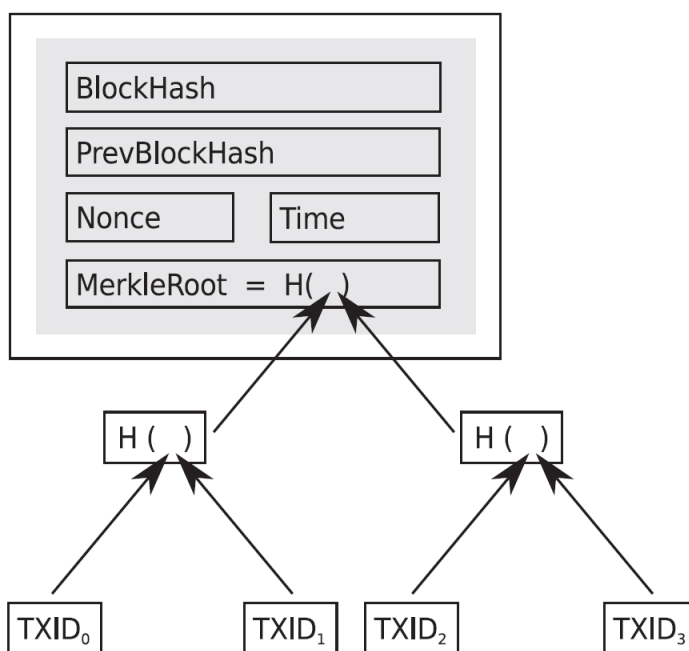 BlockHash
PrevBlockHash
Nonce Time
MerkleRoot = H( )
H ( ) H ( )
TXID₀ TXID₁ TXID₂ TXID₃